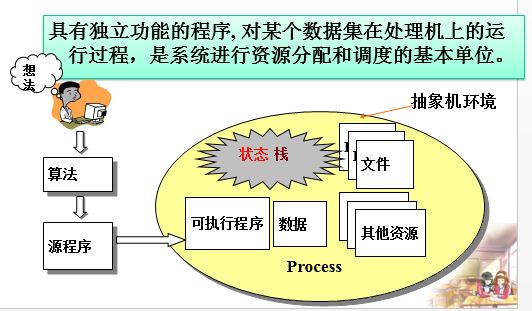 具有独立功能的程序, 对某个数据集在处理机上的运
行过程，是系统进行资源分配和调度的基本单位。
想
法
抽象机环境
状态 栈
文件
算法
可执行程序
数据
其他资源
源程序
Process